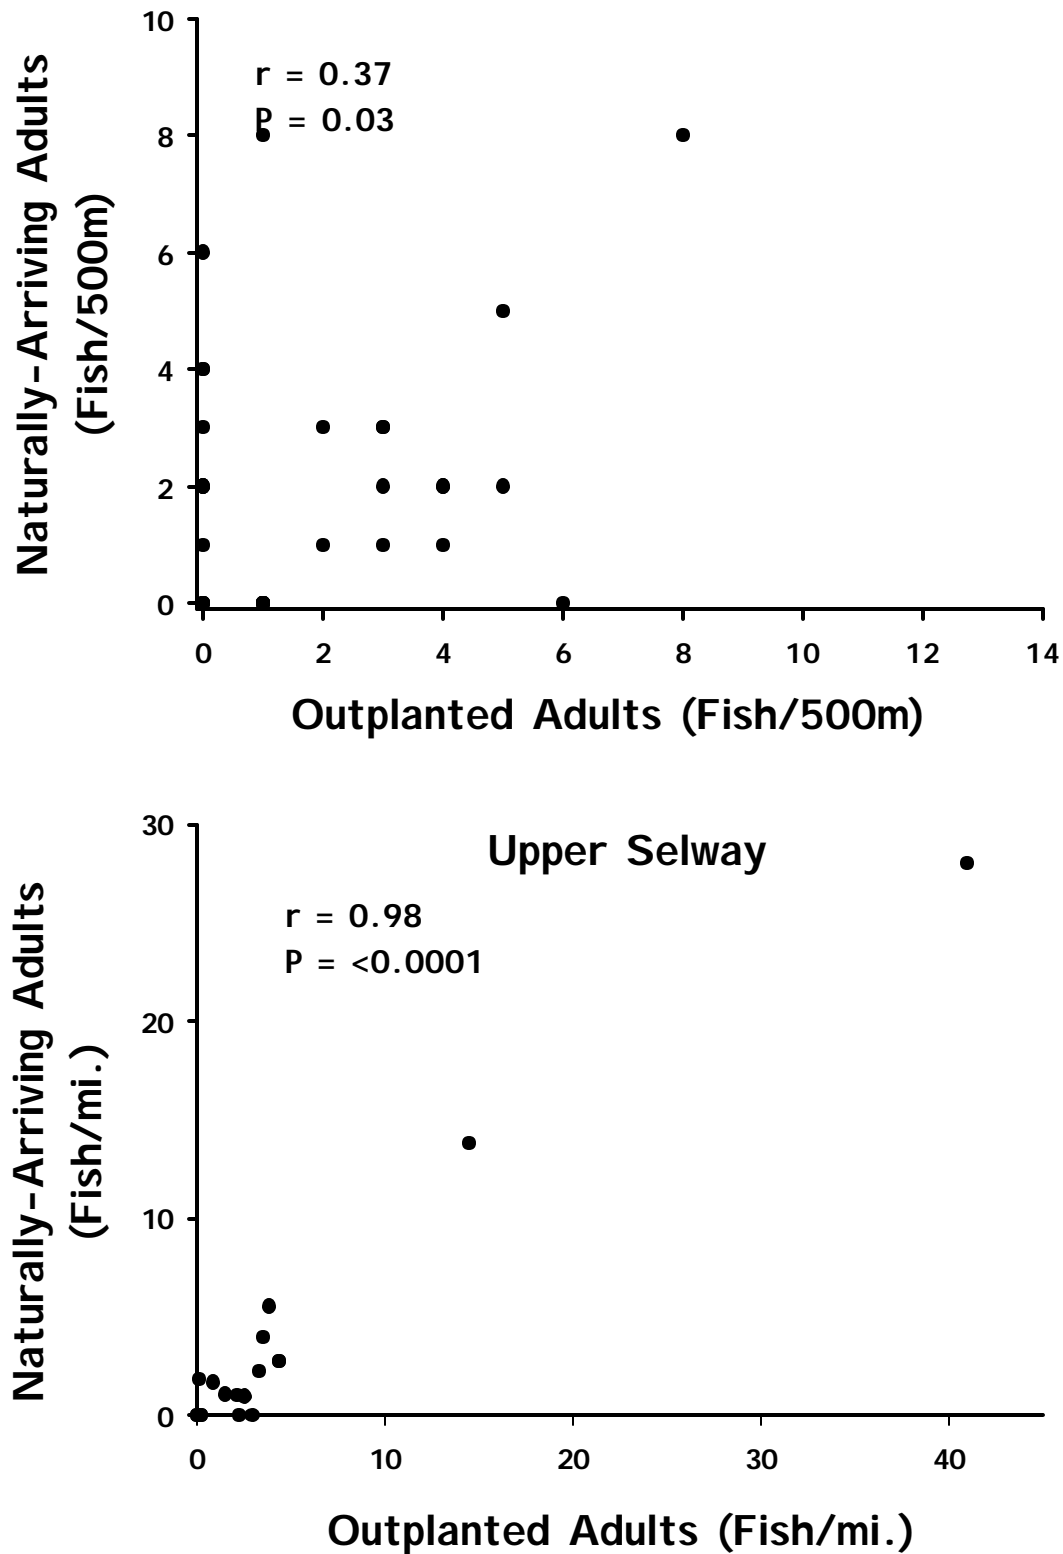 10
r = 0.37
P = 0.03
8
6
4
2
0
Naturally-Arriving Adults
(Fish/500m)
0 2 4 6 8 10 12 14
Outplanted Adults (Fish/500m)
30
Upper Selway
r = 0.98
P = <0.0001
20
10
0
Naturally-Arriving Adults
(Fish/mi.)
0 10 20 30 40
Outplanted Adults (Fish/mi.)